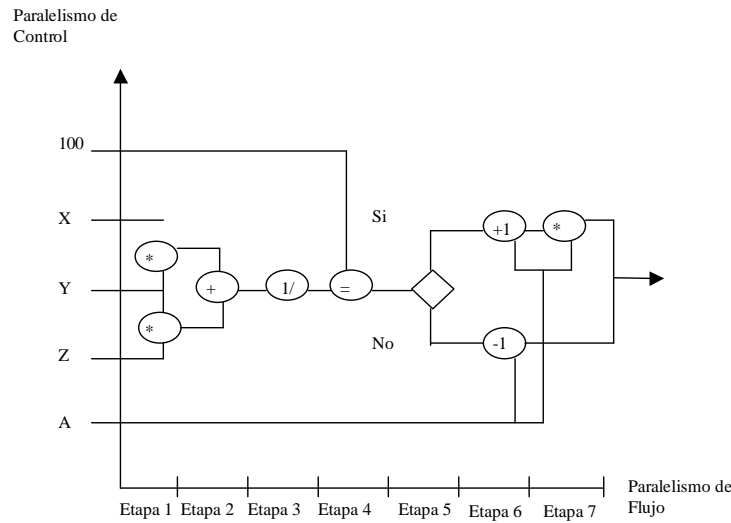 Paralelismo de
Control
100
X
Si
+1
*
*
Y
+
1/
=
*
No
-1
Z
A
Paralelismo de
Flujo
Etapa 1 Etapa 2 Etapa 3 Etapa 4 Etapa 5 Etapa 6 Etapa 7